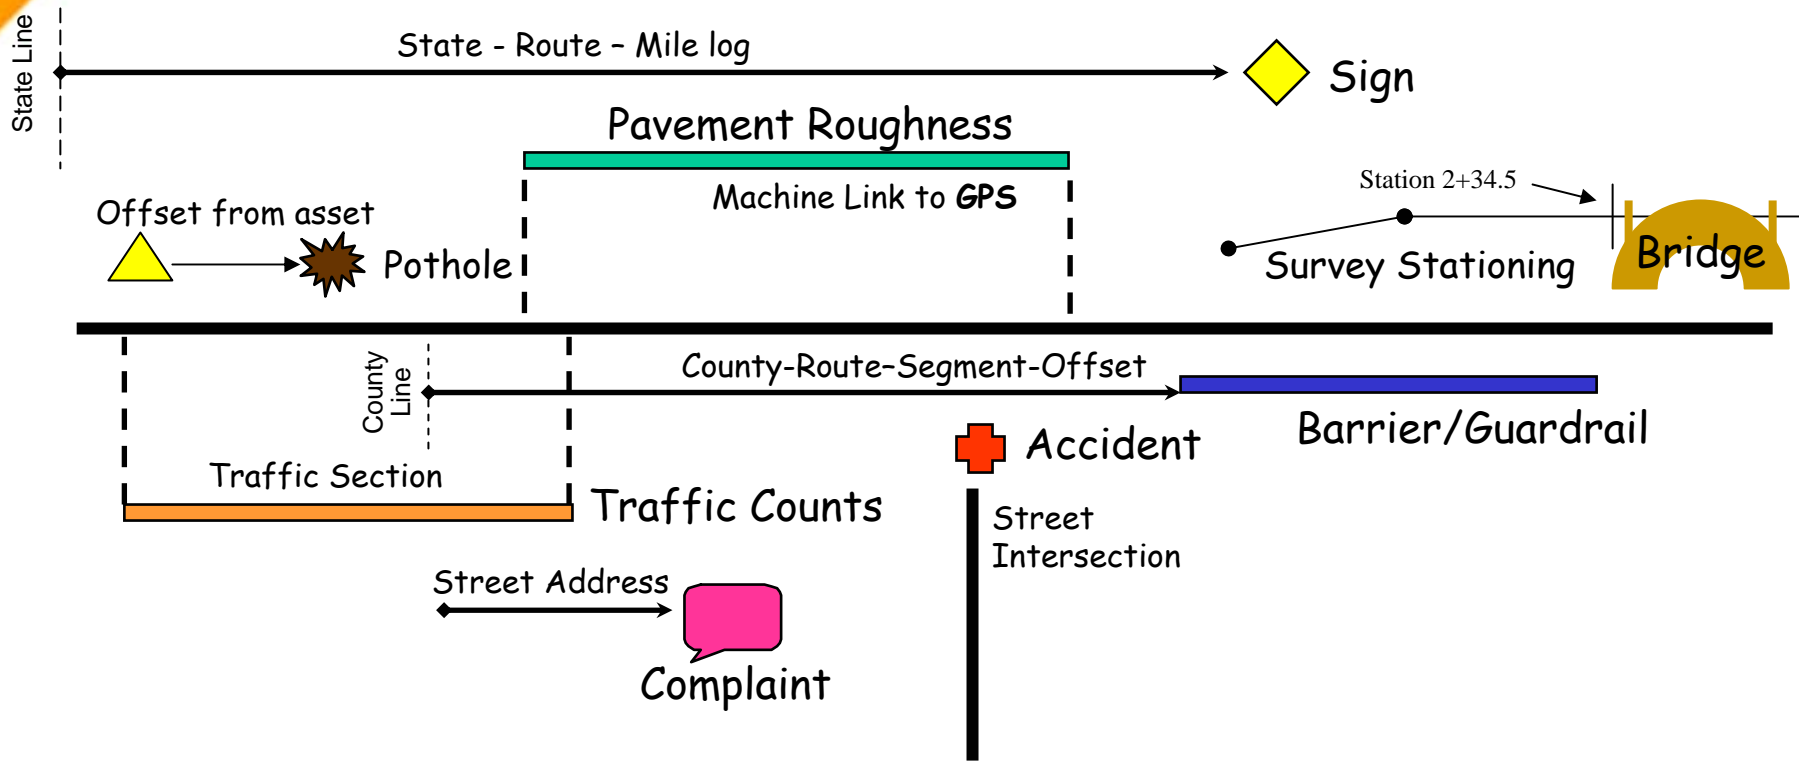 State Line
State - Route – Mile log
Sign
Pavement Roughness
Machine Link to GPS
Station 2+34.5
Offset from asset
Pothole
Survey Stationing
Bridge
County
Line
County-Route–Segment-Offset
Barrier/Guardrail
Accident
Traffic Section
Traffic Counts
Street
Intersection
Street Address
Complaint